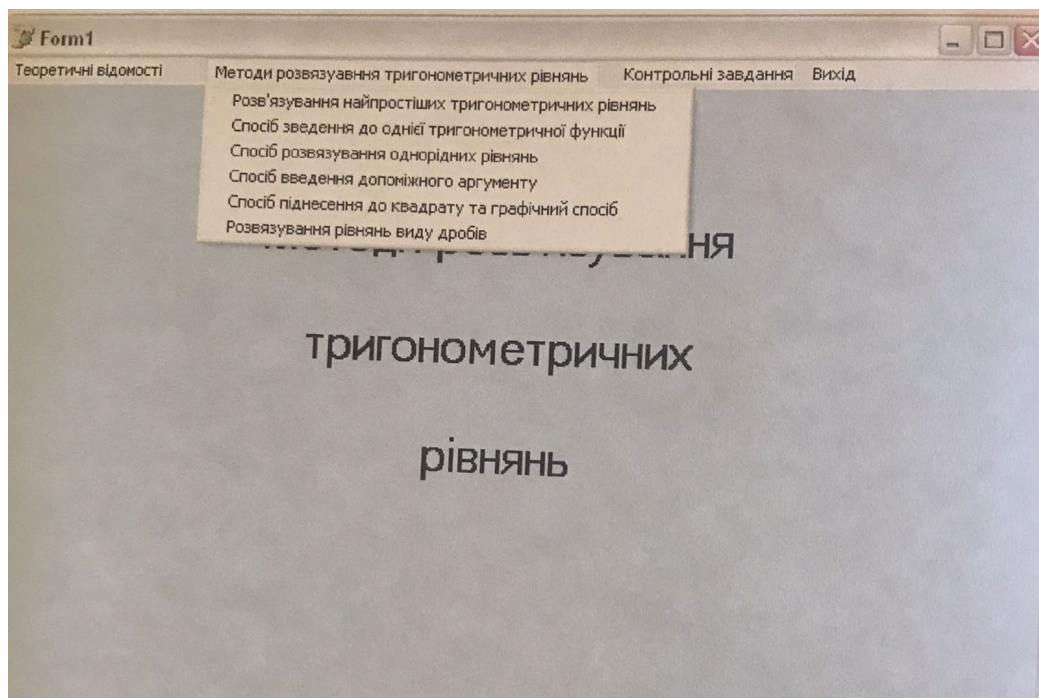 Form1
Теоретичні відомості Методи розвязуавння тригонометричних рівнянь Контрольні завдання Вихід
Розв'язування найпростіших тригонометричних рівнянь
Спосіб зведення до однієї тригонометричної функції
Спосіб розвязування однорідних рівнянь
Спосіб введення допоміжного аргументу
Спосіб піднесення до квадрату та графічний спосіб
Розвязування рівнянь виду дробів
тригонометричних
рівнянь